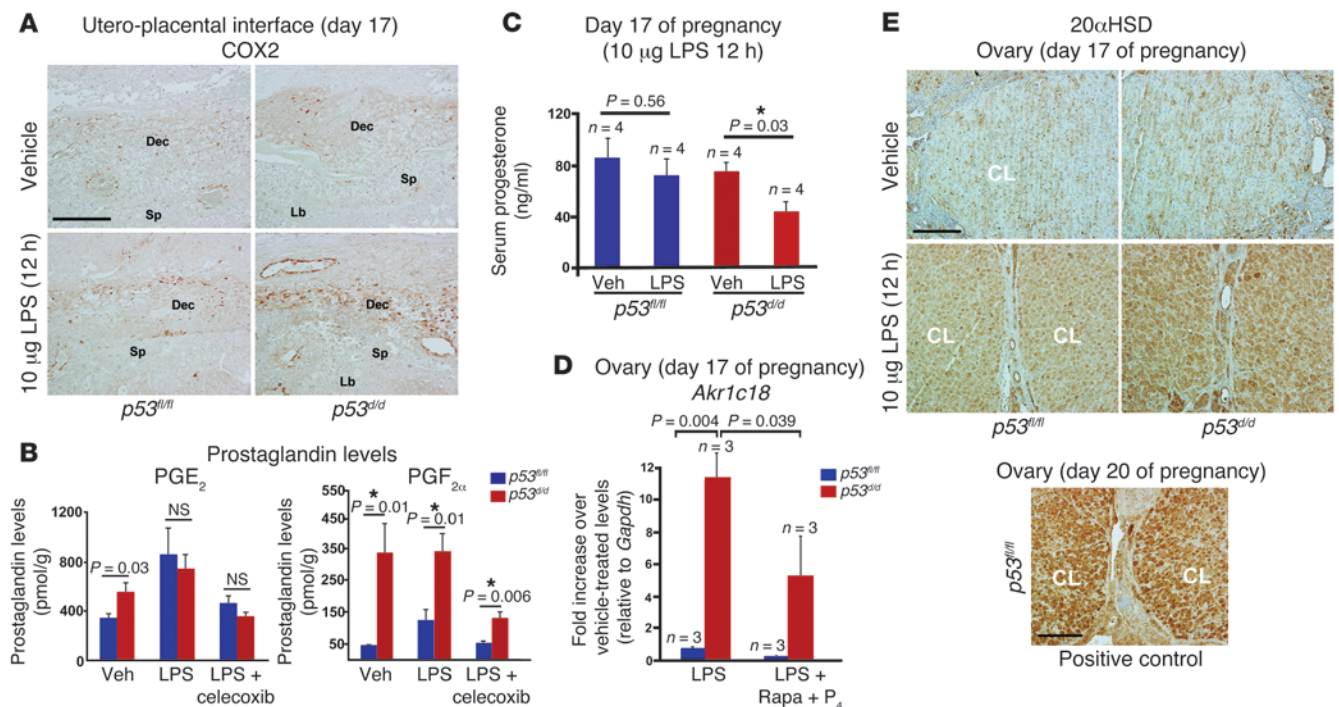 A
Utero-placental interface (day 17)
COX2
Vehicle
Dec
Sp
Sp
Dec
Sp
Lb
10 μg LPS (12 h)
Dec
Sp
Dec
Sp
Lb
p53fl/fl
p53d/d
B
Prostaglandin levels
PGE2
Prostaglandin levels
(pmol/g)
1200
800
400
0
P = 0.03
NS
NS
Veh
LPS
LPS +
celecoxib
PGF2α
p53fl/fl
p53d/d
Prostaglandin levels
(pmol/g)
450
350
250
150
50
*
P = 0.01
*
P = 0.01
*
P = 0.006
Veh
LPS
LPS +
celecoxib
C
Day 17 of pregnancy
(10 μg LPS 12 h)
Serum progesterone
(ng/ml)
120
80
40
0
P = 0.56
n = 4
n = 4
*
P = 0.03
n = 4
n = 4
Veh
LPS
Veh
LPS
p53fl/fl
p53d/d
D
Ovary (day 17 of pregnancy)
Akr1c18
P = 0.004
P = 0.039
Fold increase over
vehicle-treated levels
(relative to Gapdh)
12
10
8
6
4
2
0
n = 3
n = 3
n = 3
n = 3
p53fl/fl
p53d/d
LPS
LPS +
Rapa + P4
E
20αHSD
Ovary (day 17 of pregnancy)
Vehicle
CL
10 μg LPS (12 h)
CL
CL
p53fl/fl
p53d/d
Ovary (day 20 of pregnancy)
p53fl/fl
CL
CL
Positive control